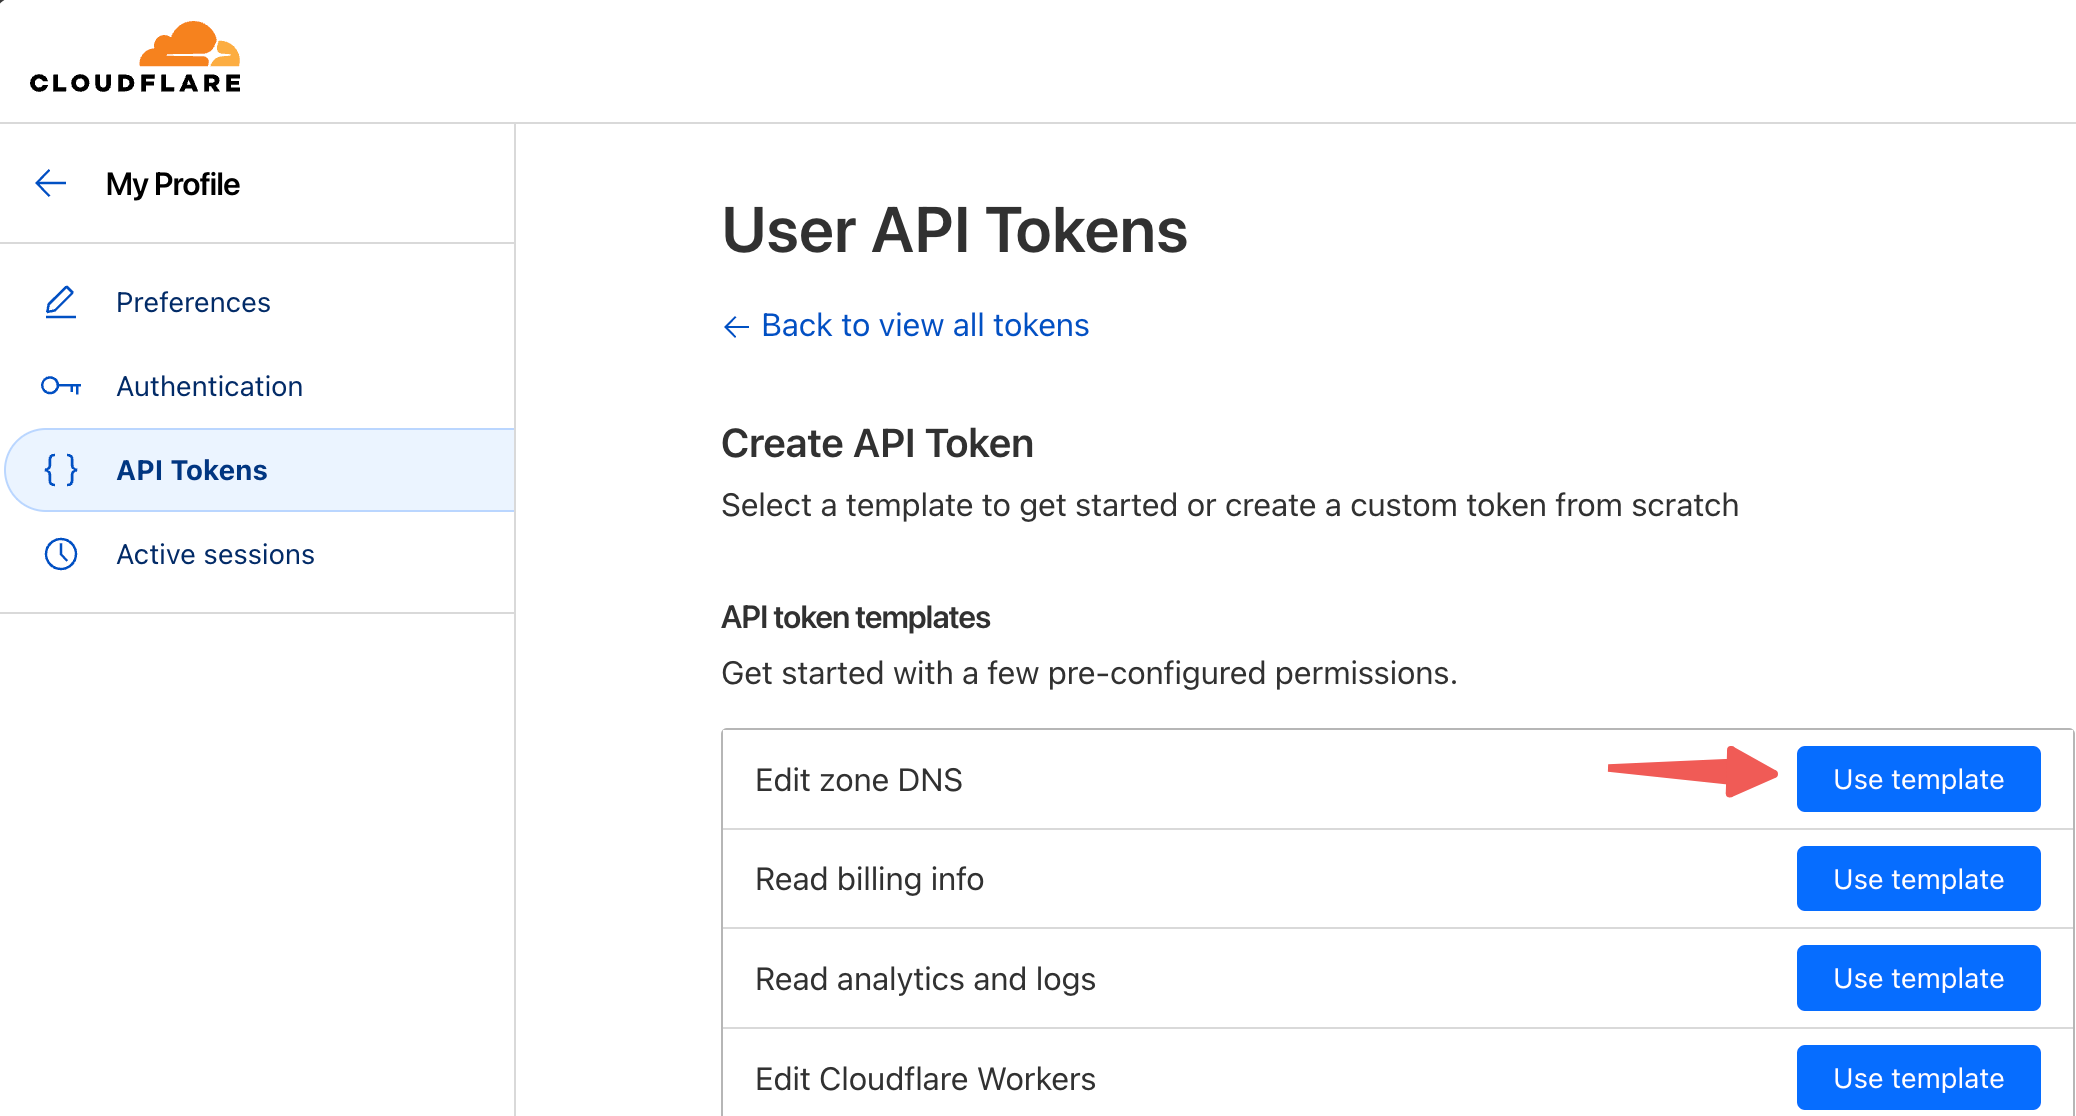 CLOUDFLARE
My Profile
Preferences
Authentication
API Tokens
Active sessions
User API Tokens
Back to view all tokens
Create API Token
Select a template to get started or create a custom token from scratch
API token templates
Get started with a few pre-configured permissions.
Edit zone DNS Use template
Read billing info Use template
Read analytics and logs Use template
Edit Cloudflare Workers Use template